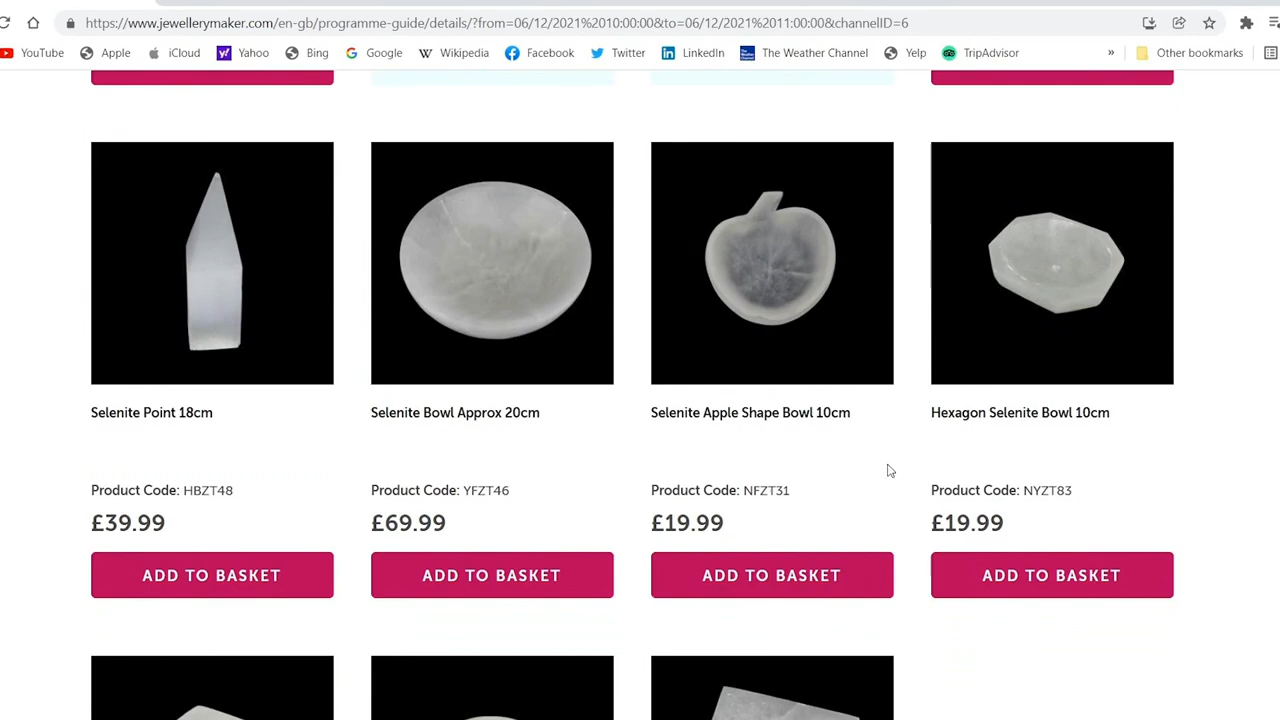 https://www.jewellerymaker.com/en-gb/programme-guide/details/?from=06/12/2021%2010:00:00&to=06/12/2021%2011:00:00&channelID=6
YouTube Apple iCloud Yahoo Bing Google Wikipedia Facebook Twitter LinkedIn The Weather Channel Yelp TripAdvisor » Other bookmarks
Selenite Point 18cm
Selenite Bowl Approx 20cm
Selenite Apple Shape Bowl 10cm
Hexagon Selenite Bowl 10cm
Product Code: HBZT48
Product Code: YFZT46
Product Code: NFZT31
Product Code: NYZT83
£39.99
£69.99
£19.99
£19.99
ADD TO BASKET
ADD TO BASKET
ADD TO BASKET
ADD TO BASKET